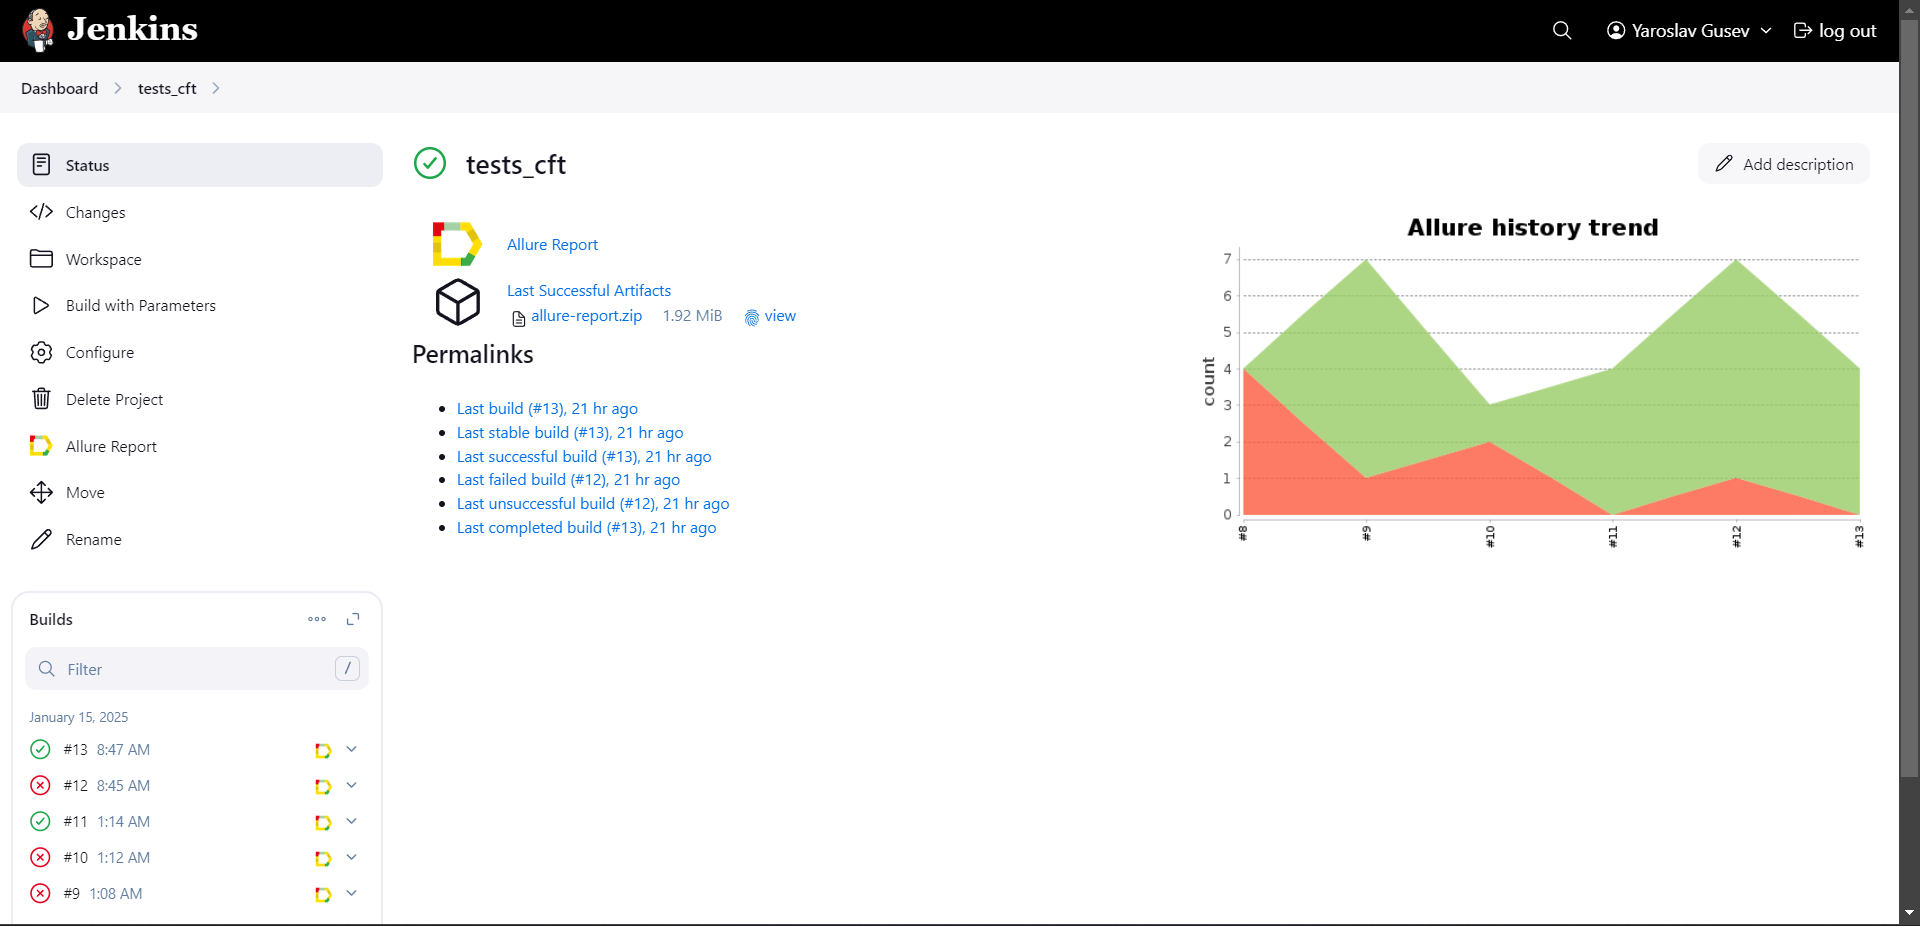 Jenkins
Yaroslav Gusev
log out
Dashboard
tests_cft
Status
Changes
Workspace
Build with Parameters
Configure
Delete Project
Allure Report
Move
Rename
Builds
Filter
/
January 15, 2025
#13 8:47 AM
#12 8:45 AM
#11 1:14 AM
#10 1:12 AM
#9 1:08 AM
tests_cft
Add description
Allure Report
Last Successful Artifacts
allure-report.zip 1.92 MiB view
Permalinks
Last build (#13), 21 hr ago
Last stable build (#13), 21 hr ago
Last successful build (#13), 21 hr ago
Last failed build (#12), 21 hr ago
Last unsuccessful build (#12), 21 hr ago
Last completed build (#13), 21 hr ago
Allure history trend
count
7
6
5
4
3
2
1
0
#8
#9
#10
#11
#12
#13